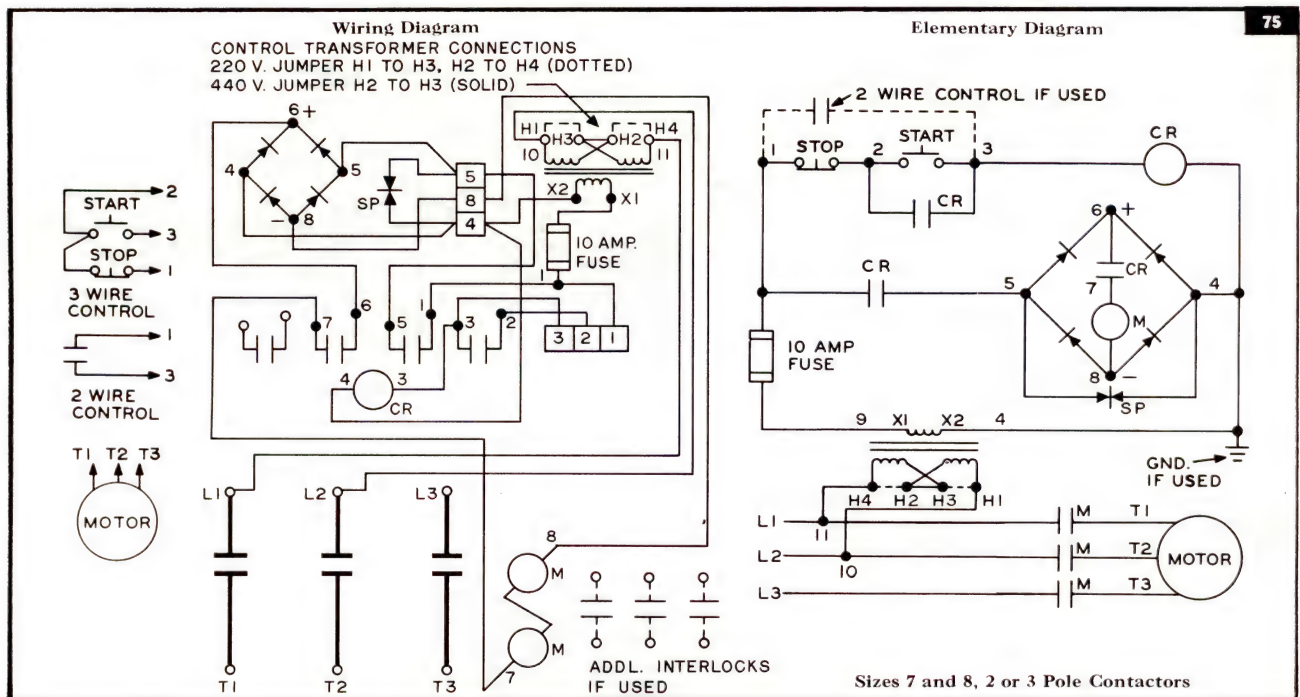 75
Wiring Diagram
CONTROL TRANSFORMER CONNECTIONS
220 V. JUMPER H1 TO H3, H2 TO H4 (DOTTED)
440 V. JUMPER H2 TO H3 (SOLID)
6 +
4
5
- 8
SP
5
8
4
H1 H3 H2 H4
10 11
X2 X1
10 AMP.
FUSE
1
START
STOP
2
3
1
3 WIRE
CONTROL
1
3
2 WIRE
CONTROL
7 6 5 1 3 2
3 2 1
4 3
CR
T1 T2 T3
MOTOR
L1 L2 L3
T1 T2 T3
8
M
M
7
ADDL. INTERLOCKS
IF USED
Elementary Diagram
2 WIRE CONTROL IF USED
1 STOP 2 START 3
CR
CR
6 +
CR
5 CR 7 4
M
8 -
SP
10 AMP
FUSE
9 X1 X2 4
GND.
IF USED
H4 H2 H3 H1
L1 11 M T1
L2 10 M T2
L3 M T3
MOTOR
Sizes 7 and 8, 2 or 3 Pole Contactors